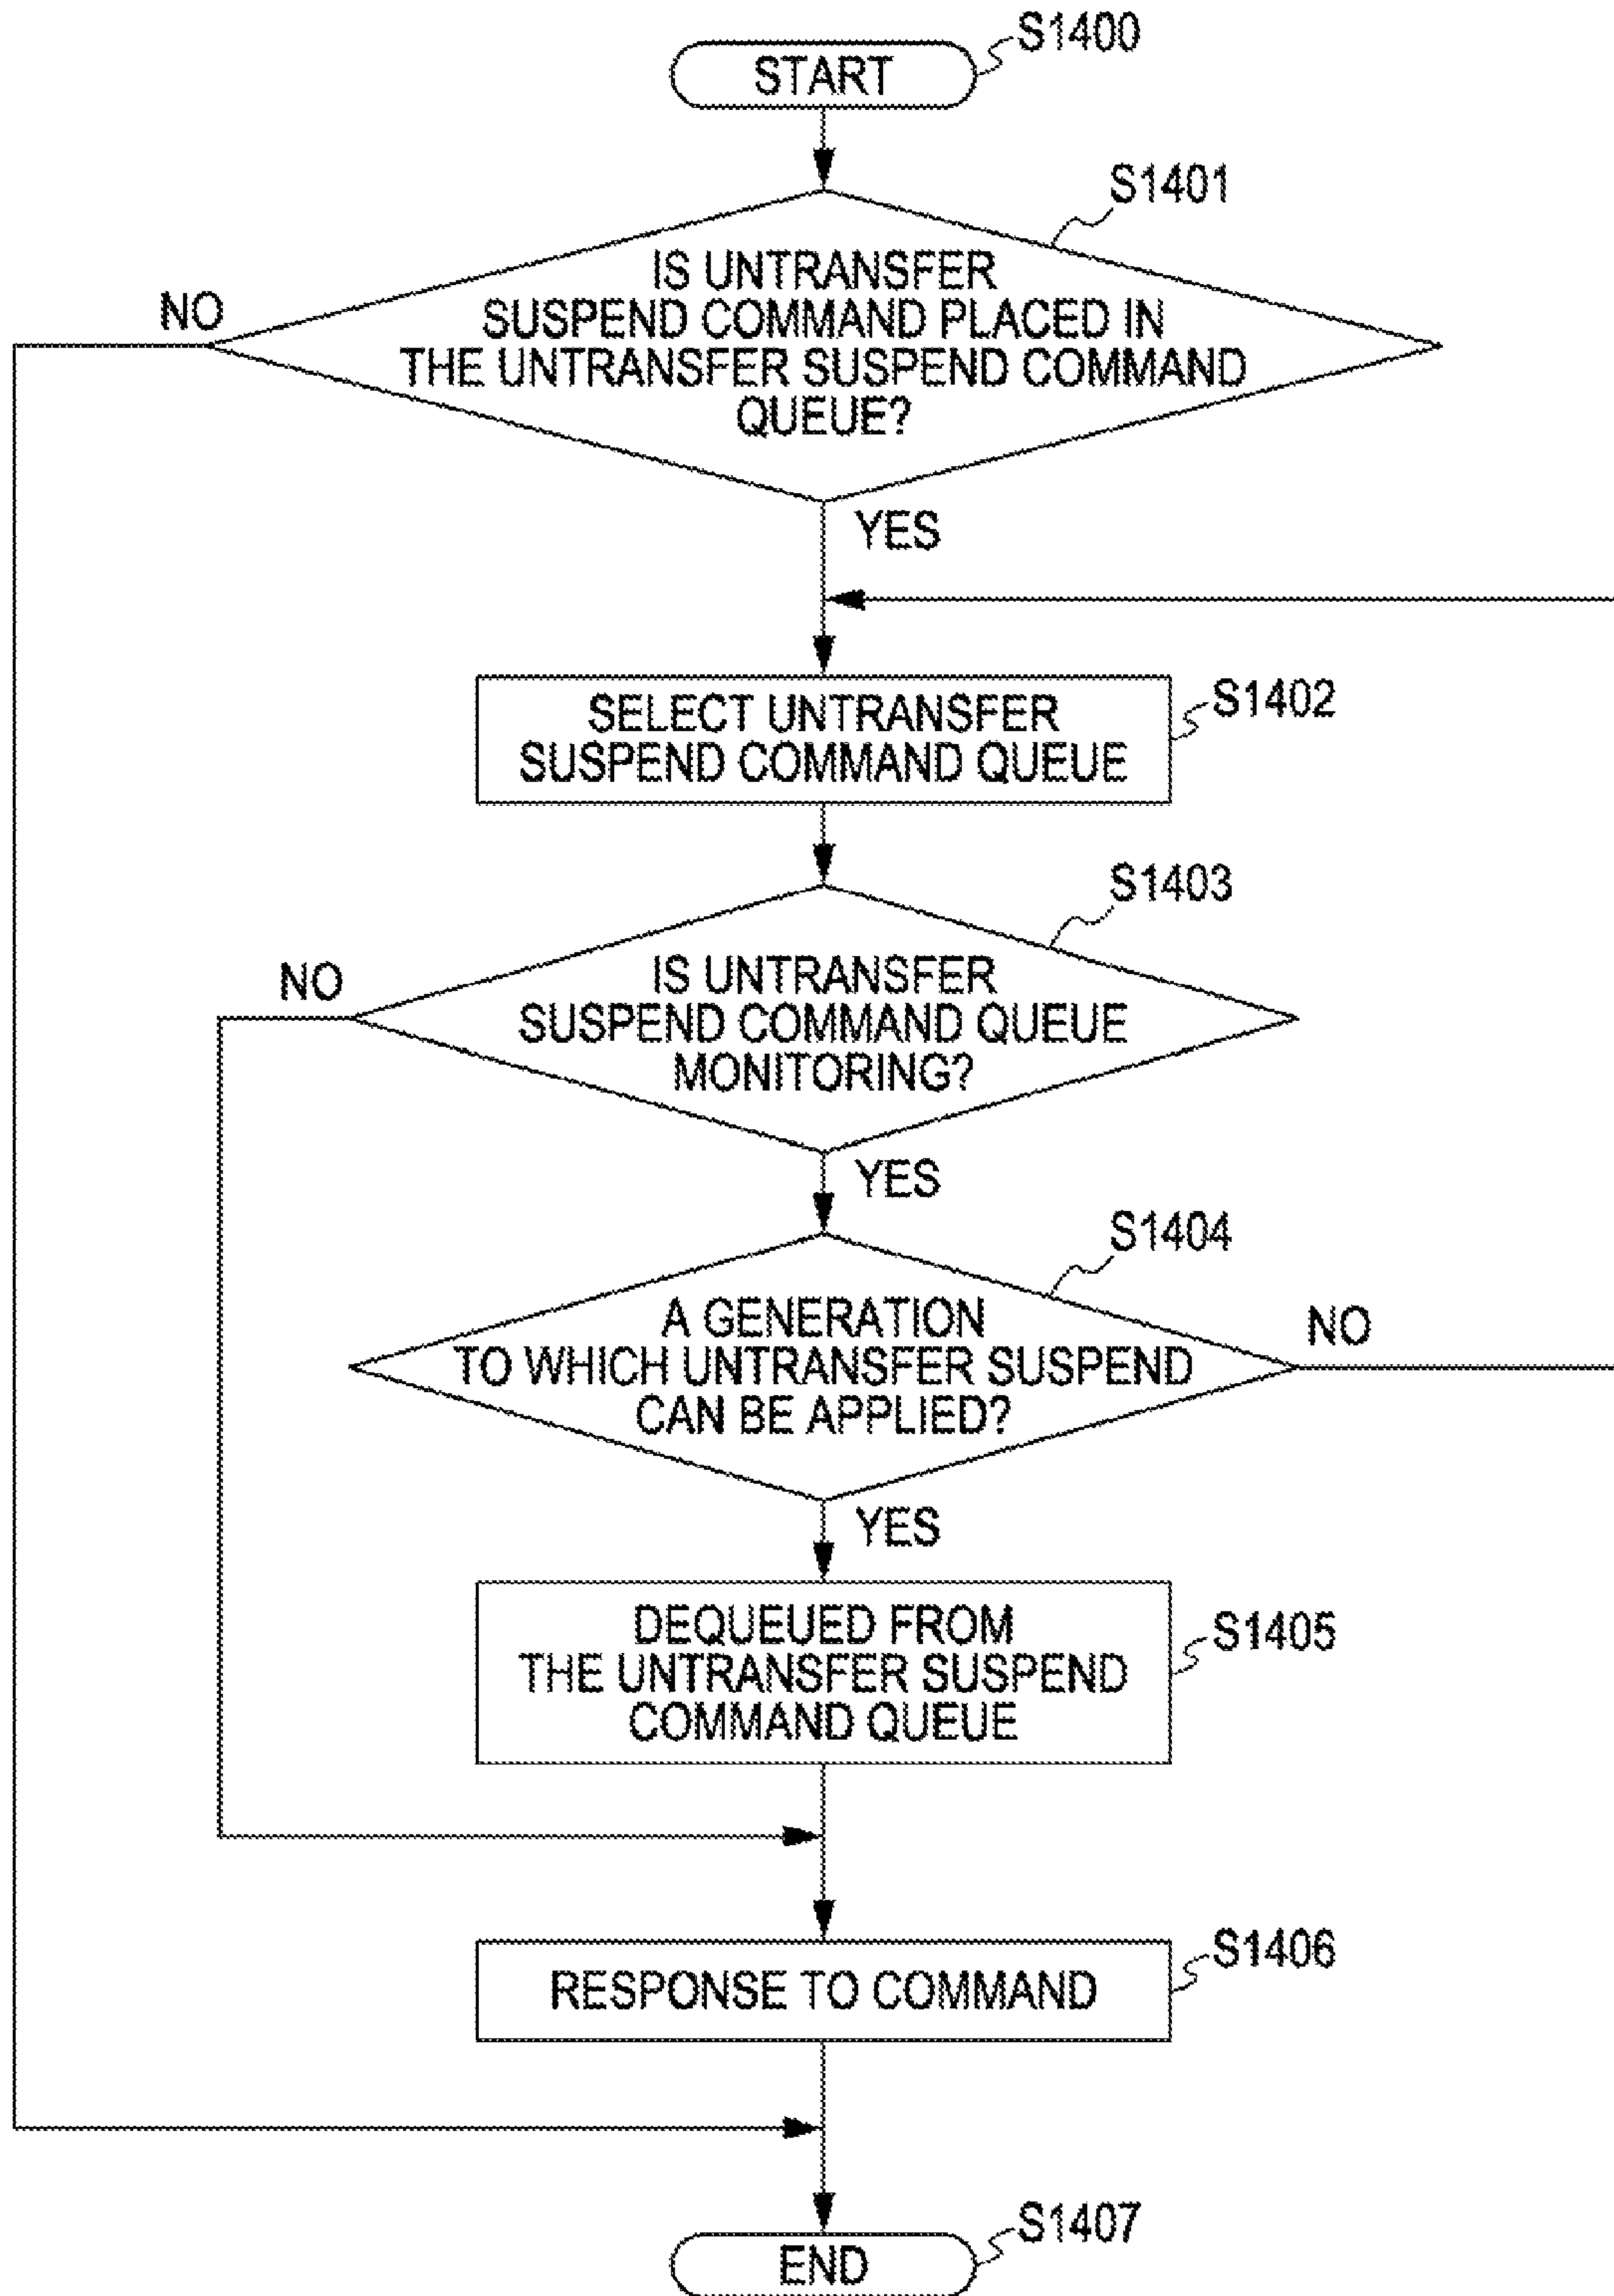 S1400
START
S1401
IS UNTRANSFER
NO
SUSPEND COMMAND PLACED IN
THE UNTRANSFER SUSPEND COMMAND
QUEUE?
YES
S1402
SELECT UNTRANSFER
SUSPEND COMMAND QUEUE
S1403
NO
IS UNTRANSFER
SUSPEND COMMAND QUEUE
MONITORING?
YES
S1404
A GENERATION
NO
TO WHICH UNTRANSFER SUSPEND
CAN BE APPLIED?
YES
DEQUEUED FROM
S1405
THE UNTRANSFER SUSPEND
COMMAND QUEUE
S1406
RESPONSE TO COMMAND
S1407
END